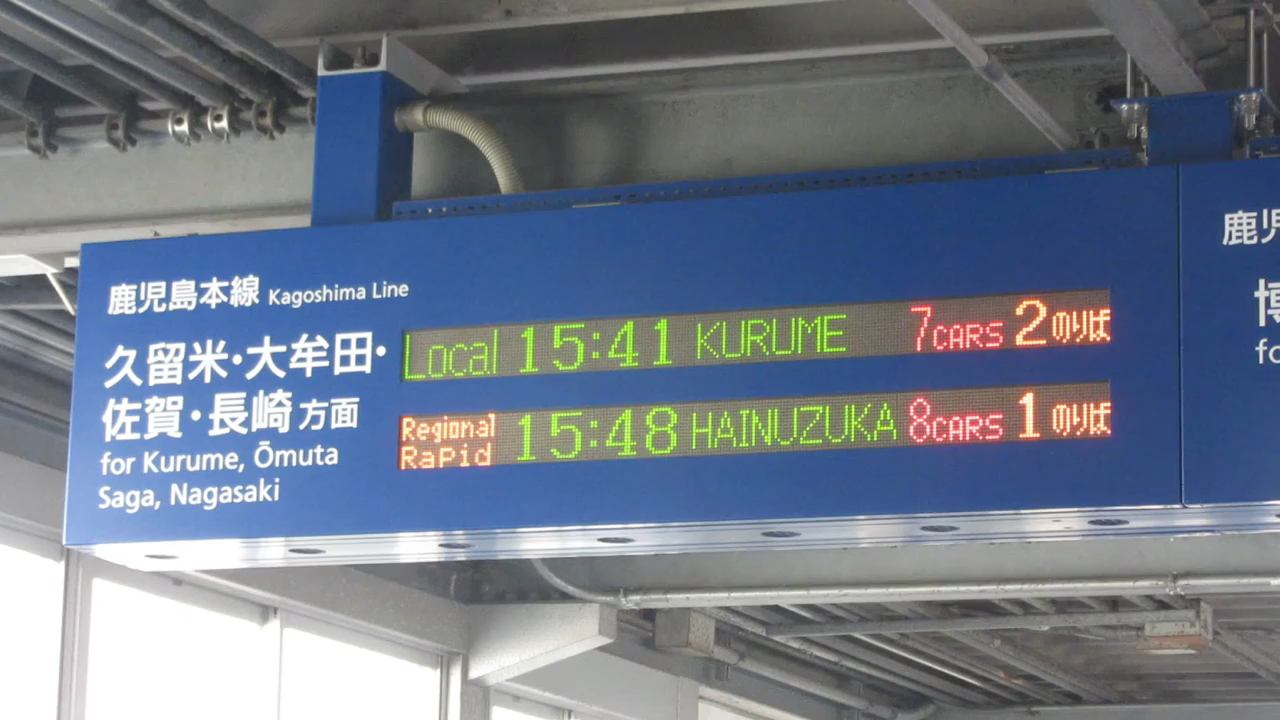 鹿児島本線 Kagoshima Line
久留米・大牟田・
佐賀・長崎方面
for Kurume, Ōmuta
Saga, Nagasaki
Local 15:41 KURUME 7CARS 2のりば
Regional Rapid 15:48 HAINUZUKA 8CARS 1のりば
鹿児
博
fo